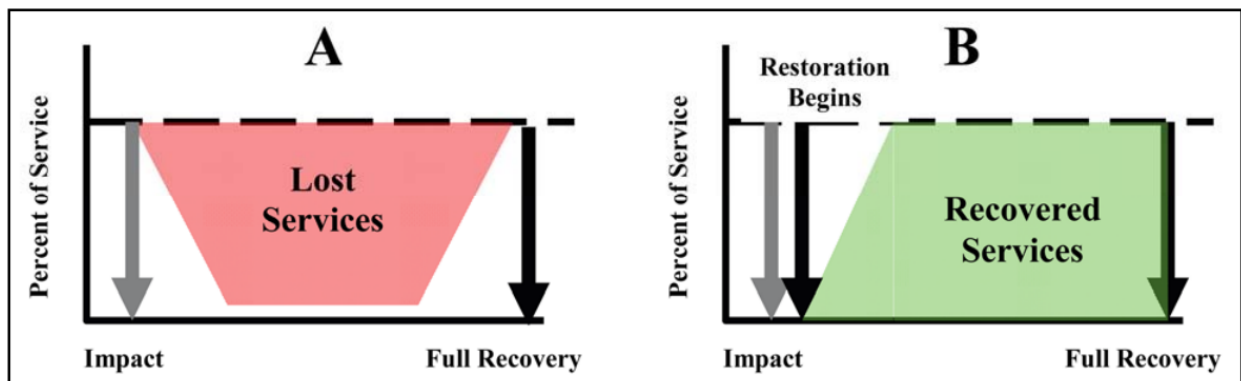 A
Percent of Service
Lost
Services
Impact
Full Recovery
B
Restoration
Begins
Percent of Service
Recovered
Services
Impact
Full Recovery